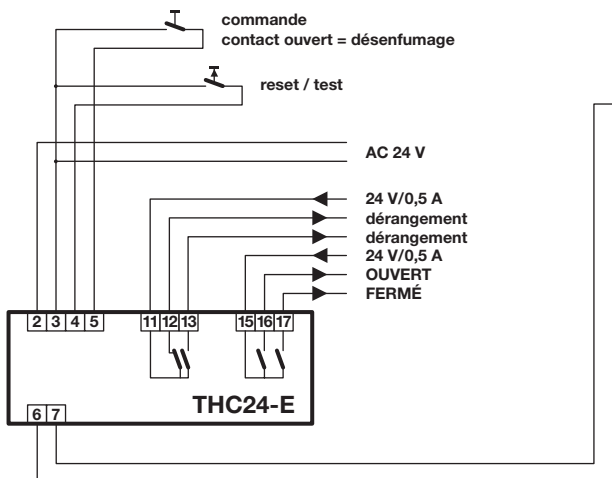 commande
contact ouvert = désenfumage
reset / test
AC 24 V
24 V/0,5 A
dérangement
dérangement
24 V/0,5 A
OUVERT
FERMÉ
2 3 4 5 11 12 13 15 16 17
THC24-E
6 7